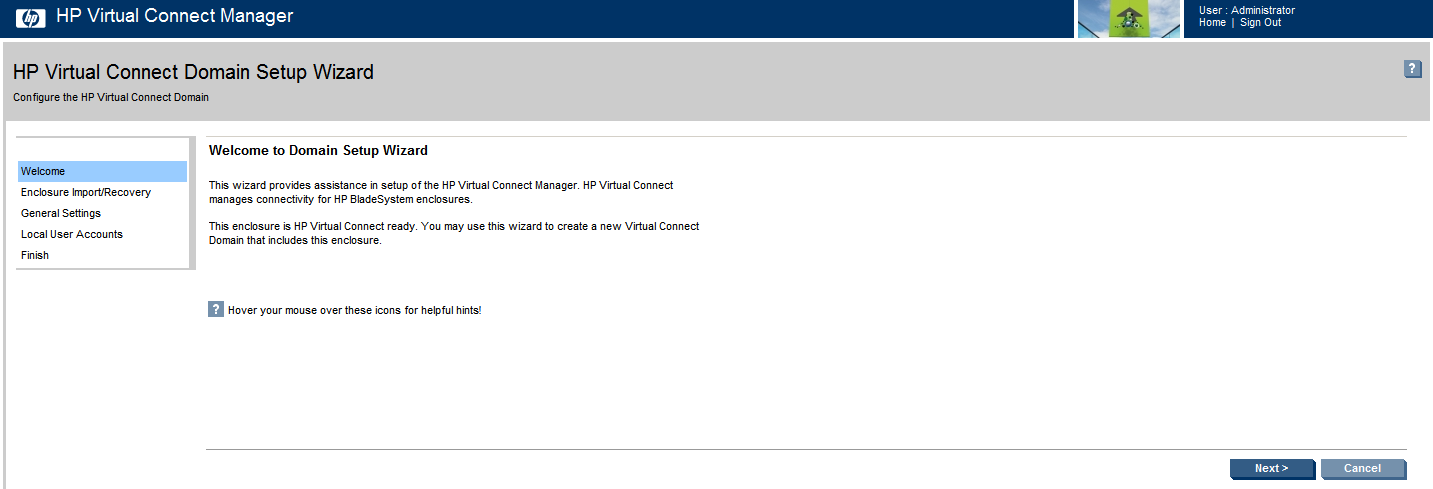 hp HP Virtual Connect Manager
User : Administrator
Home | Sign Out
HP Virtual Connect Domain Setup Wizard
?
Configure the HP Virtual Connect Domain
Welcome
Enclosure Import/Recovery
General Settings
Local User Accounts
Finish
Welcome to Domain Setup Wizard
This wizard provides assistance in setup of the HP Virtual Connect Manager. HP Virtual Connect
manages connectivity for HP BladeSystem enclosures.
This enclosure is HP Virtual Connect ready. You may use this wizard to create a new Virtual Connect
Domain that includes this enclosure.
? Hover your mouse over these icons for helpful hints!
Next >
Cancel